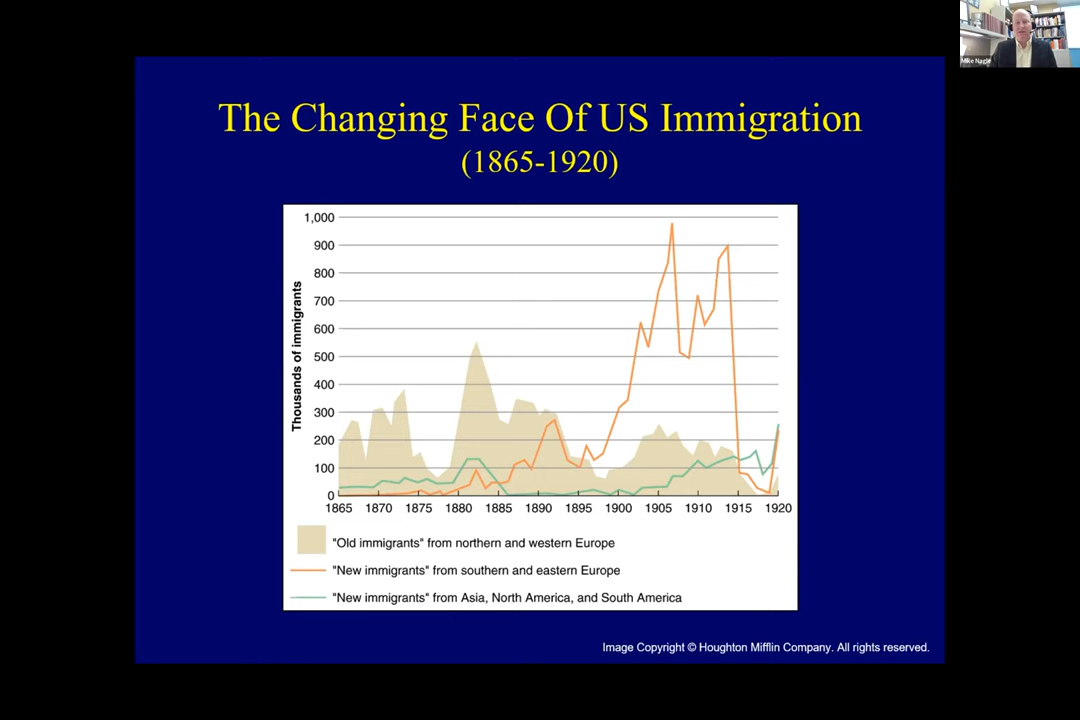 The Changing Face Of US Immigration
(1865-1920)
Mike Nagle
1,000
900
800
700
600
500
400
300
200
100
0
Thousands of immigrants
1865 1870 1875 1880 1885 1890 1895 1900 1905 1910 1915 1920
"Old immigrants" from northern and western Europe
"New immigrants" from southern and eastern Europe
"New immigrants" from Asia, North America, and South America
Image Copyright © Houghton Mifflin Company. All rights reserved.